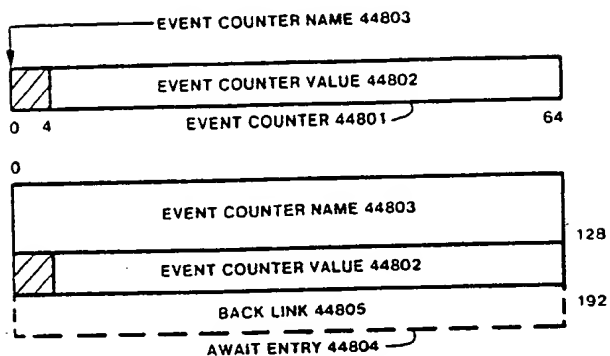 EVENT COUNTER NAME 44803
EVENT COUNTER VALUE 44802
0 4 EVENT COUNTER 44801 64
0
EVENT COUNTER NAME 44803
128
EVENT COUNTER VALUE 44802
192
BACK LINK 44805
AWAIT ENTRY 44804